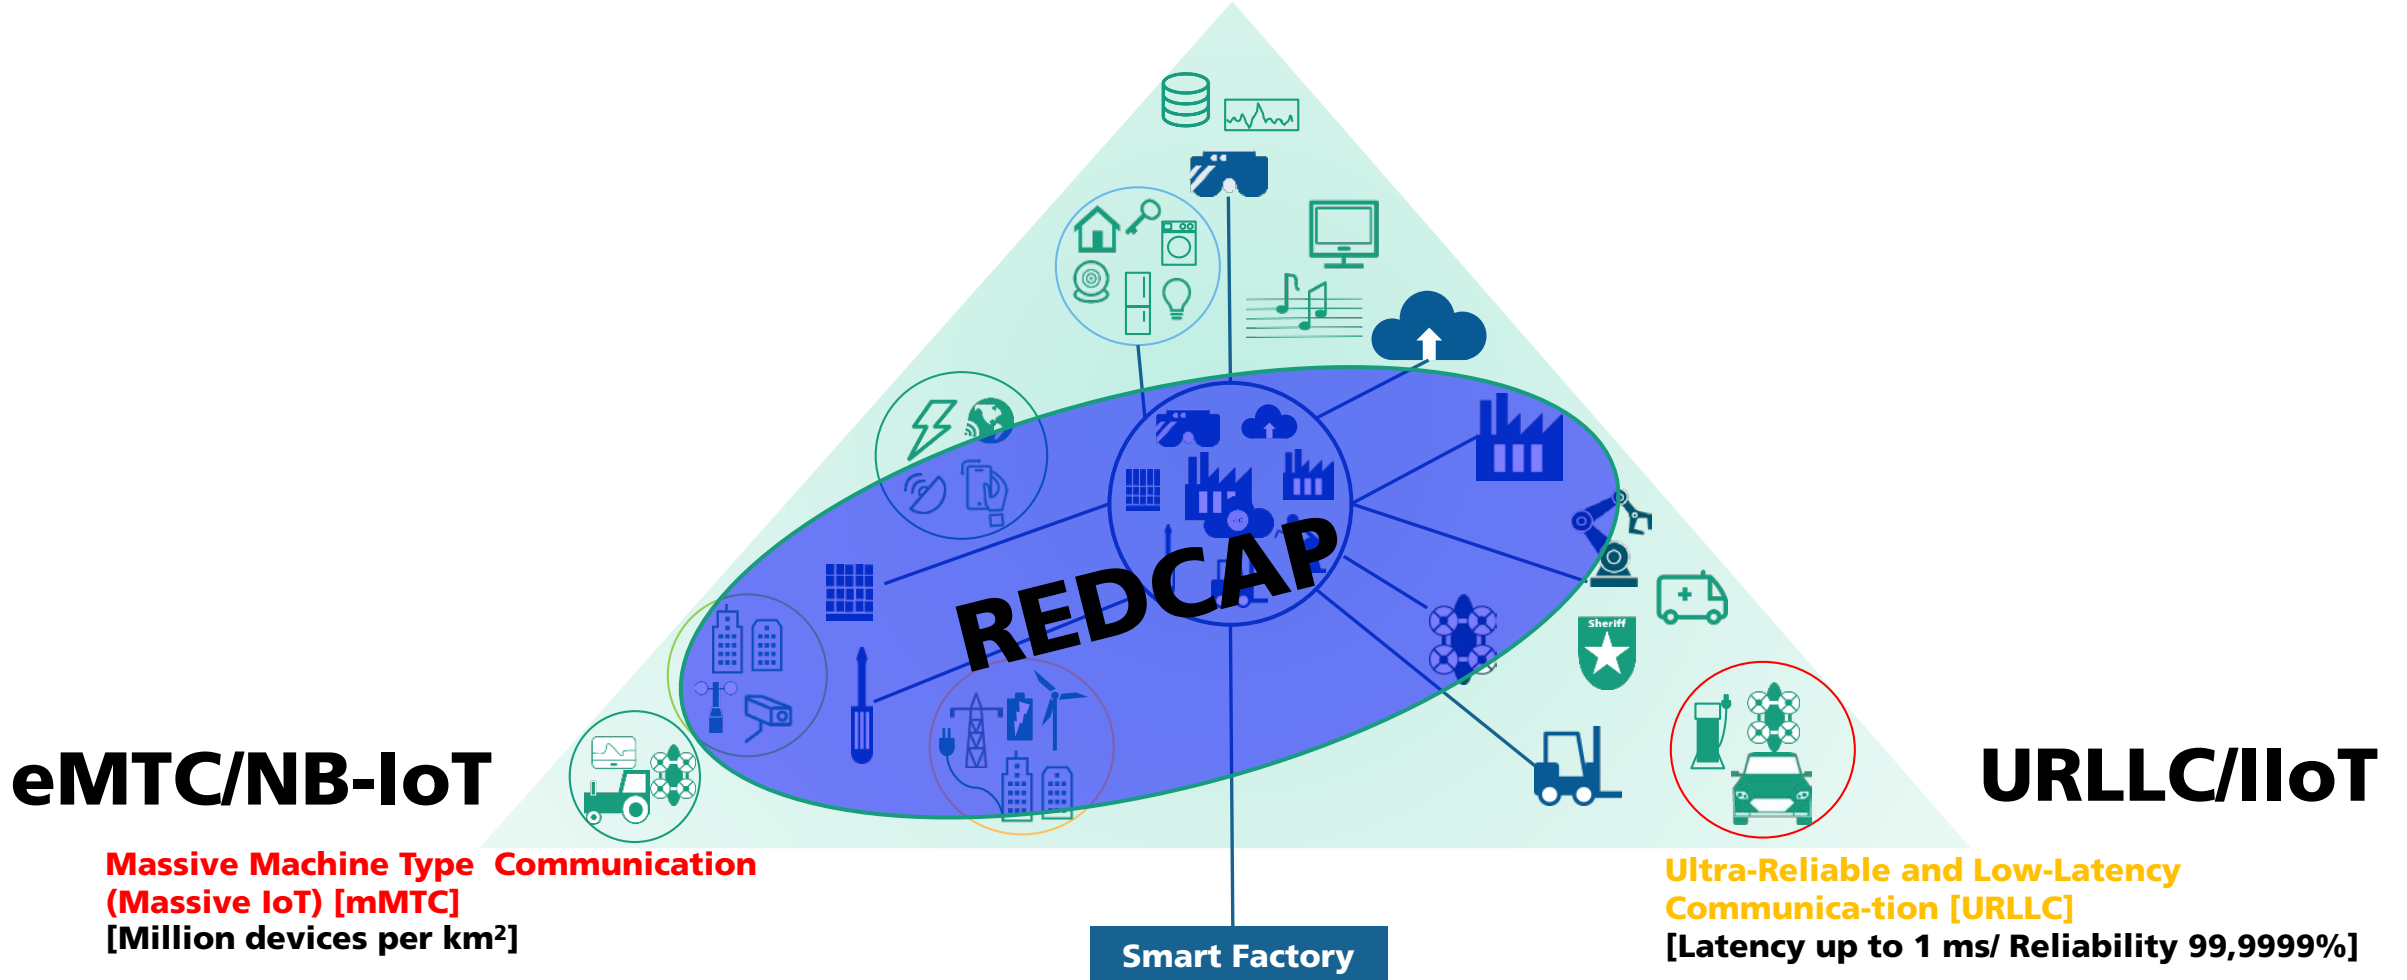 Sheriff
REDCAP
eMTC/NB-IoT
Massive Machine Type Communication
(Massive IoT) [mMTC]
[Million devices per km²]
URLLC/IIoT
Ultra-Reliable and Low-Latency
Communica-tion [URLLC]
[Latency up to 1 ms/ Reliability 99,9999%]
Smart Factory